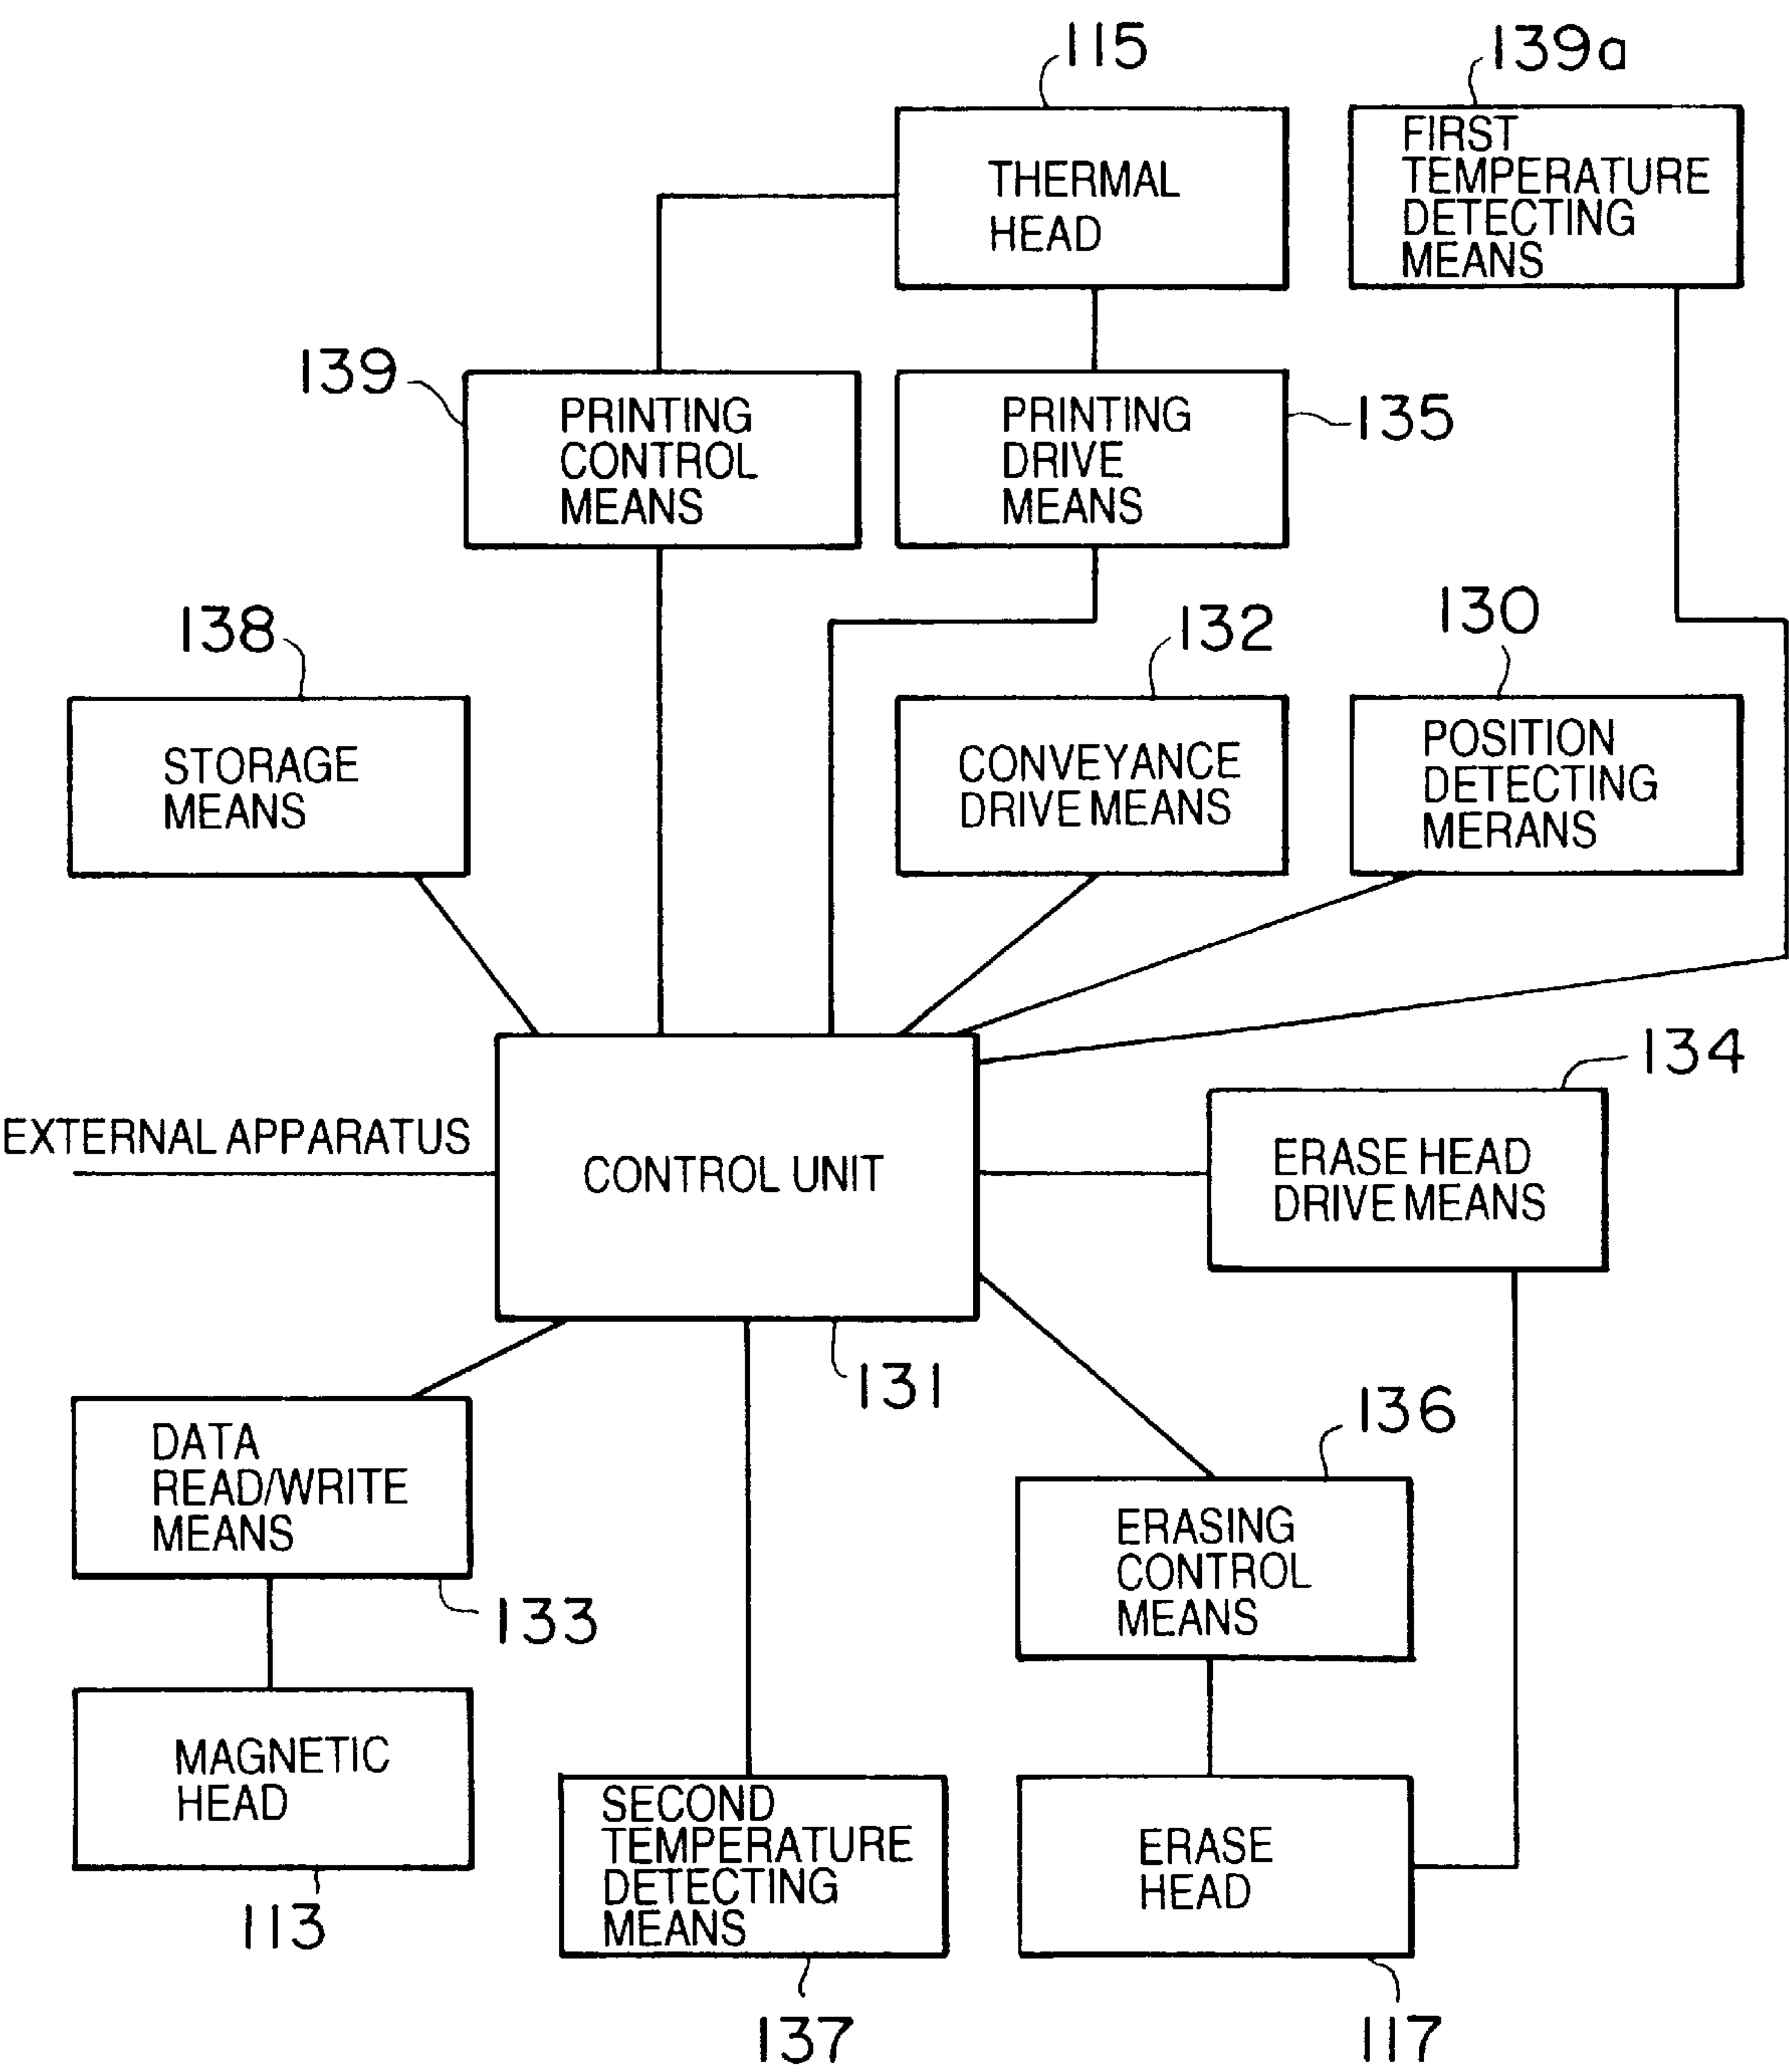 115
139a
THERMAL
HEAD
FIRST
TEMPERATURE
DETECTING
MEANS
139
PRINTING
CONTROL
MEANS
PRINTING
DRIVE
MEANS
135
138
132
130
STORAGE
MEANS
CONVEYANCE
DRIVE MEANS
POSITION
DETECTING
MERANS
134
EXTERNAL APPARATUS
CONTROL UNIT
ERASE HEAD
DRIVE MEANS
131
136
DATA
READ/WRITE
MEANS
133
ERASING
CONTROL
MEANS
MAGNETIC
HEAD
113
SECOND
TEMPERATURE
DETECTING
MEANS
137
ERASE
HEAD
117